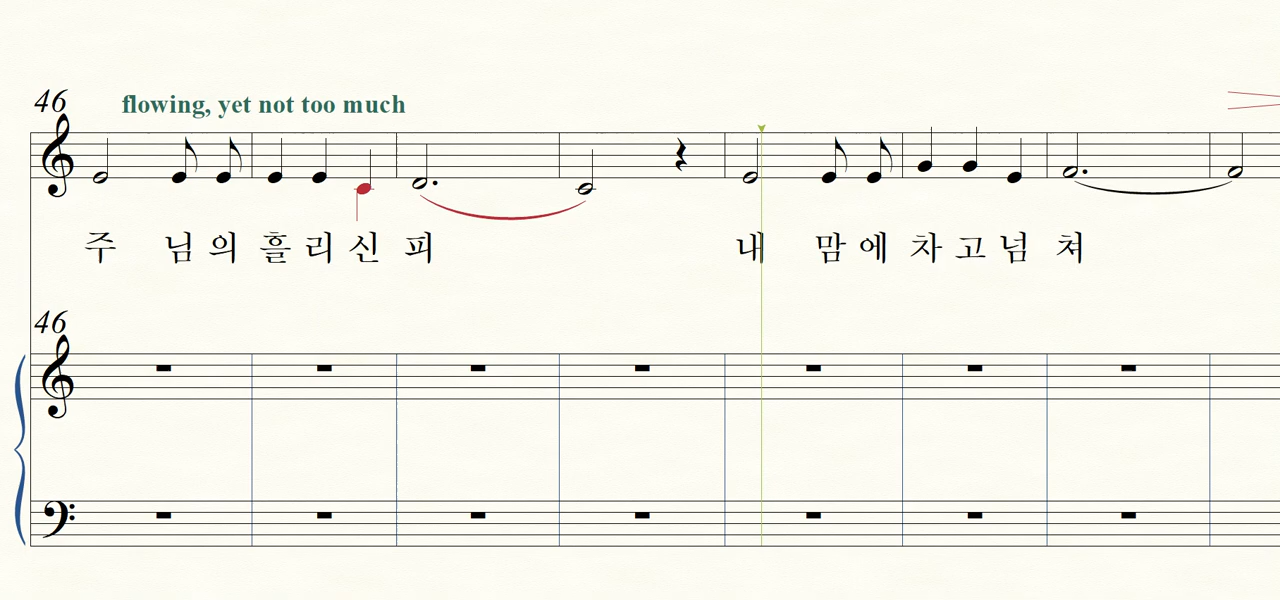 46
flowing, yet not too much
주 님의 흘리신 피 내 맘에 차고넘 쳐
46